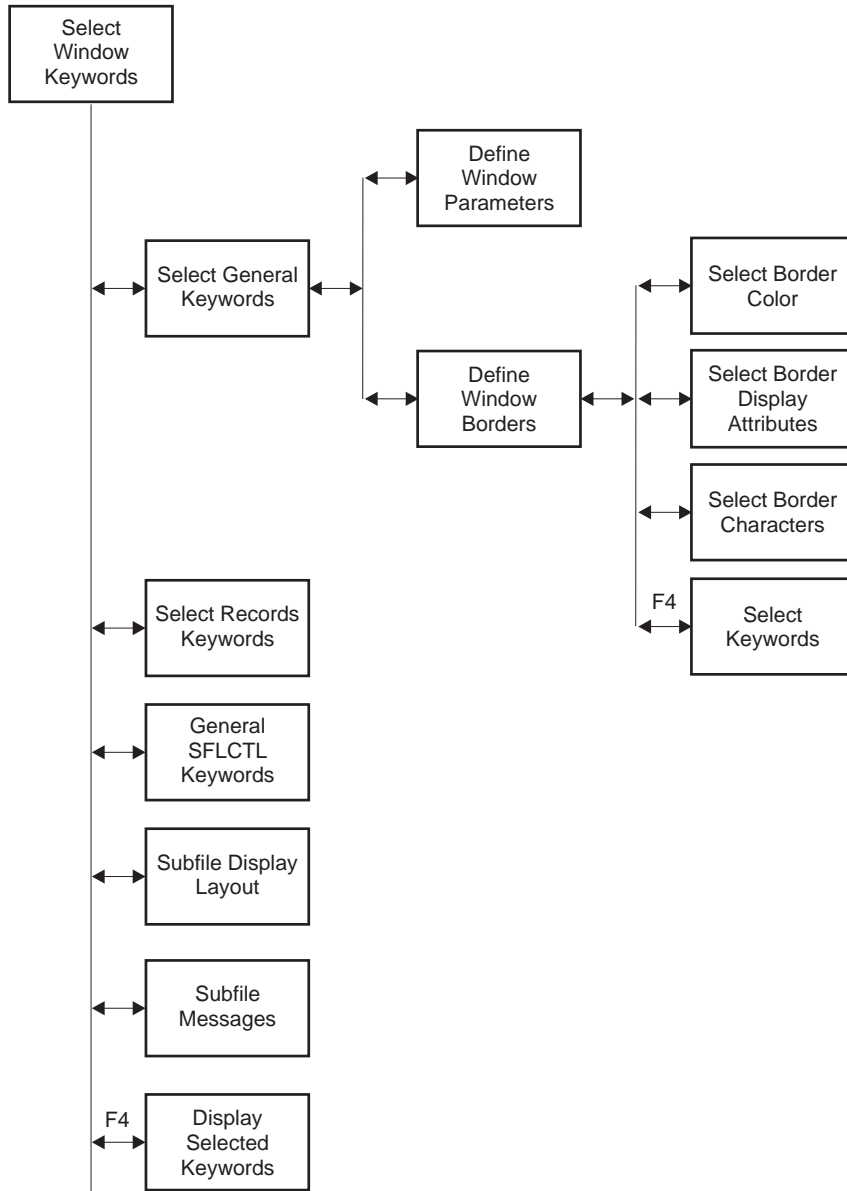 Select
Window
Keywords
Define
Window
Parameters
Select General
Keywords
Define
Window
Borders
Select Border
Color
Select Border
Display
Attributes
Select Border
Characters
F4
Select
Keywords
Select Records
Keywords
General
SFLCTL
Keywords
Subfile Display
Layout
Subfile
Messages
F4
Display
Selected
Keywords